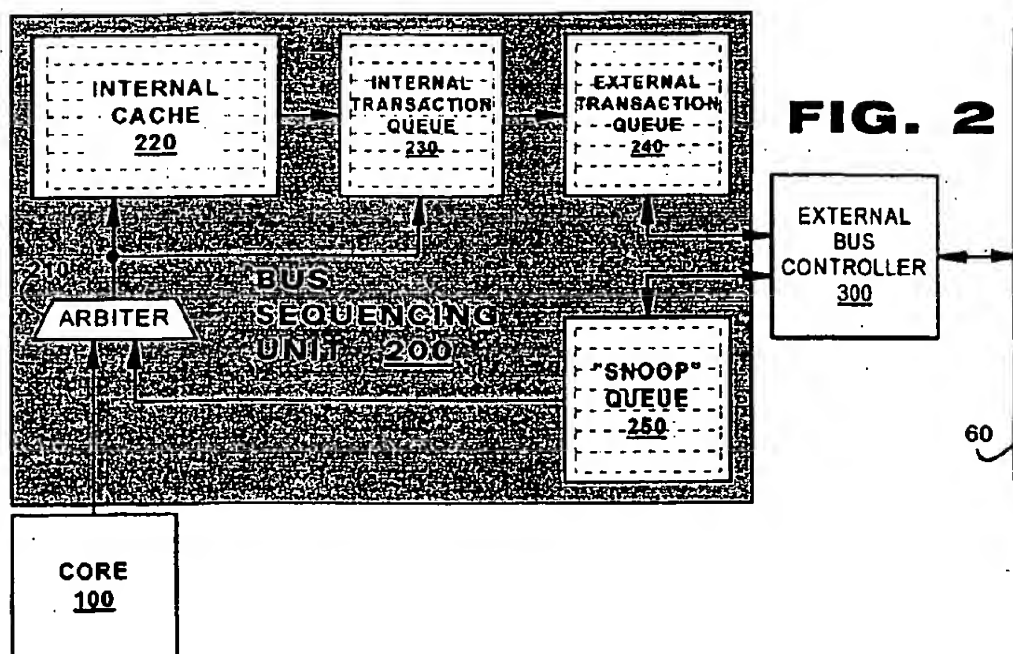 INTERNAL
CACHE
220
INTERNAL
TRANSACTION
QUEUE
230
EXTERNAL
TRANSACTION
QUEUE
240
FIG. 2
EXTERNAL
BUS
CONTROLLER
300
210
ARBITER
BUS
SEQUENCING
UNIT 200
"SNOOP"
QUEUE
250
60
CORE
100